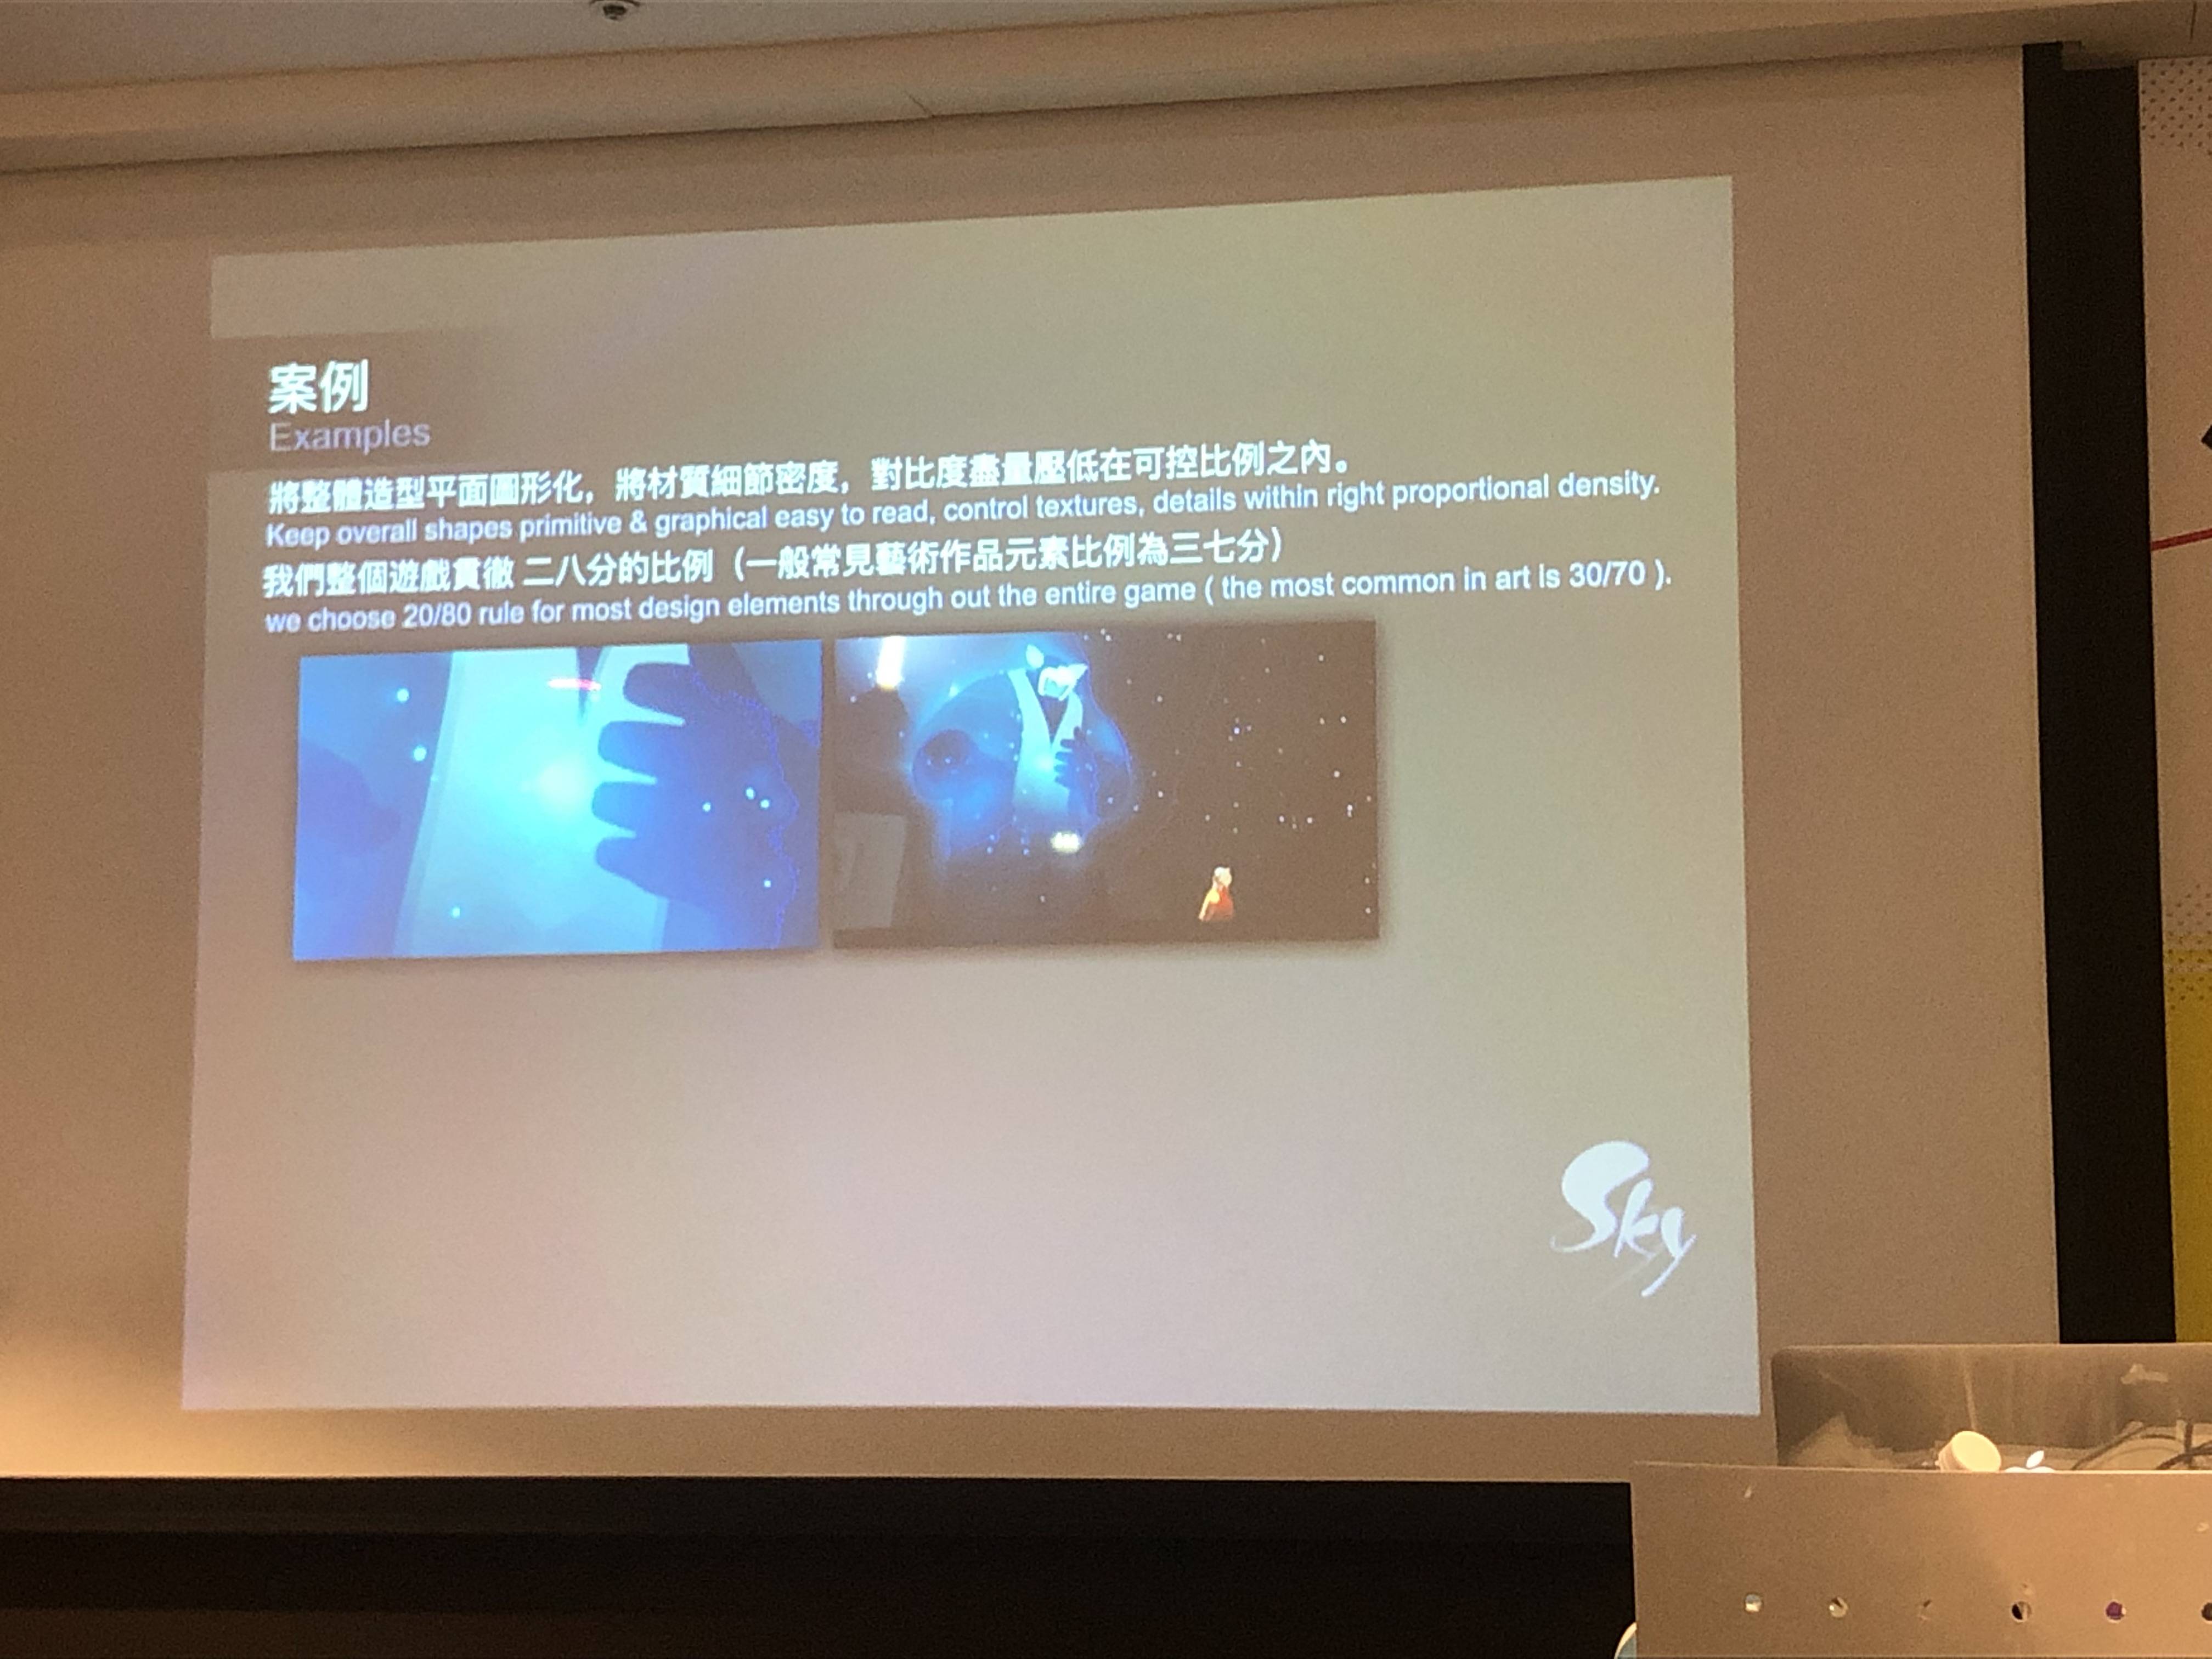 案例
Examples
將整體造型平面圖形化，將材質細節密度，對比度盡量壓低在可控比例之內。
Keep overall shapes primitive & graphical easy to read, control textures, details within right proportional density.
我們整個遊戲貫徹 二八分的比例（一般常見藝術作品元素比例為三七分）
we choose 20/80 rule for most design elements through out the entire game ( the most common in art is 30/70 ).
Sky